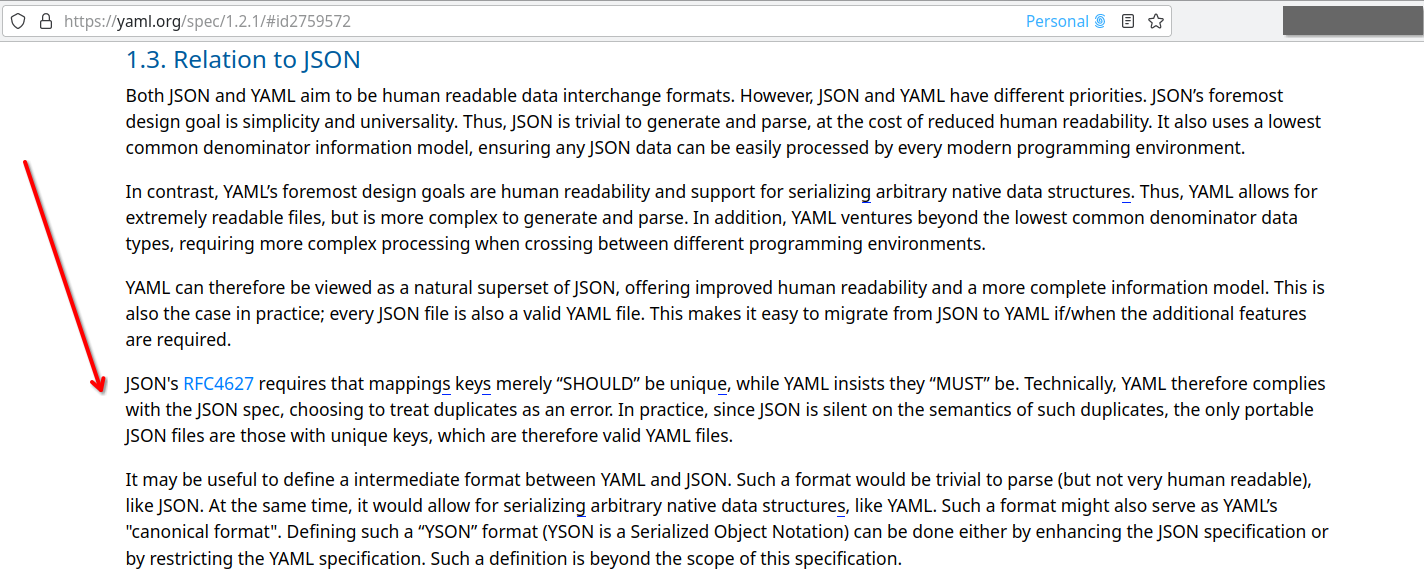 https://yaml.org/spec/1.2.1/#id2759572
Personal
1.3. Relation to JSON
Both JSON and YAML aim to be human readable data interchange formats. However, JSON and YAML have different priorities. JSON’s foremost
design goal is simplicity and universality. Thus, JSON is trivial to generate and parse, at the cost of reduced human readability. It also uses a lowest
common denominator information model, ensuring any JSON data can be easily processed by every modern programming environment.
In contrast, YAML’s foremost design goals are human readability and support for serializing arbitrary native data structures. Thus, YAML allows for
extremely readable files, but is more complex to generate and parse. In addition, YAML ventures beyond the lowest common denominator data
types, requiring more complex processing when crossing between different programming environments.
YAML can therefore be viewed as a natural superset of JSON, offering improved human readability and a more complete information model. This is
also the case in practice; every JSON file is also a valid YAML file. This makes it easy to migrate from JSON to YAML if/when the additional features
are required.
JSON's RFC4627 requires that mappings keys merely “SHOULD” be unique, while YAML insists they “MUST” be. Technically, YAML therefore complies
with the JSON spec, choosing to treat duplicates as an error. In practice, since JSON is silent on the semantics of such duplicates, the only portable
JSON files are those with unique keys, which are therefore valid YAML files.
It may be useful to define a intermediate format between YAML and JSON. Such a format would be trivial to parse (but not very human readable),
like JSON. At the same time, it would allow for serializing arbitrary native data structures, like YAML. Such a format might also serve as YAML’s
"canonical format". Defining such a “YSON” format (YSON is a Serialized Object Notation) can be done either by enhancing the JSON specification or
by restricting the YAML specification. Such a definition is beyond the scope of this specification.